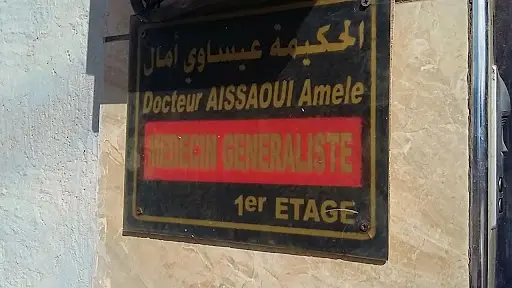 الحكيمة عيساوي أمال
Docteur AISSAOUI Amele
MEDECIN GENERALISTE
1er ETAGE